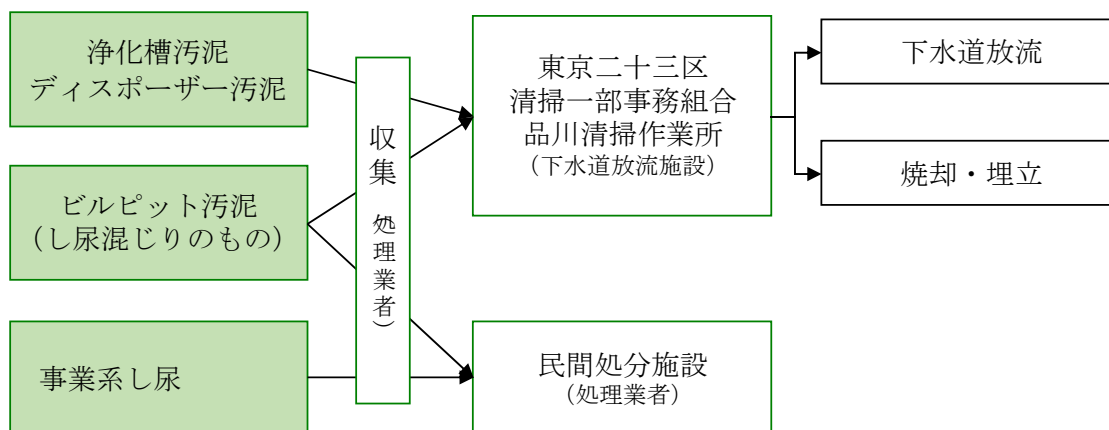 浄化槽汚泥
ディスポーザー汚泥
ビルピット汚泥
（し尿混じりのもの）
事業系し尿
収集（処理業者）
東京二十三区
清掃一部事務組合
品川清掃作業所
（下水道放流施設）
民間処分施設
（処理業者）
下水道放流
焼却・埋立